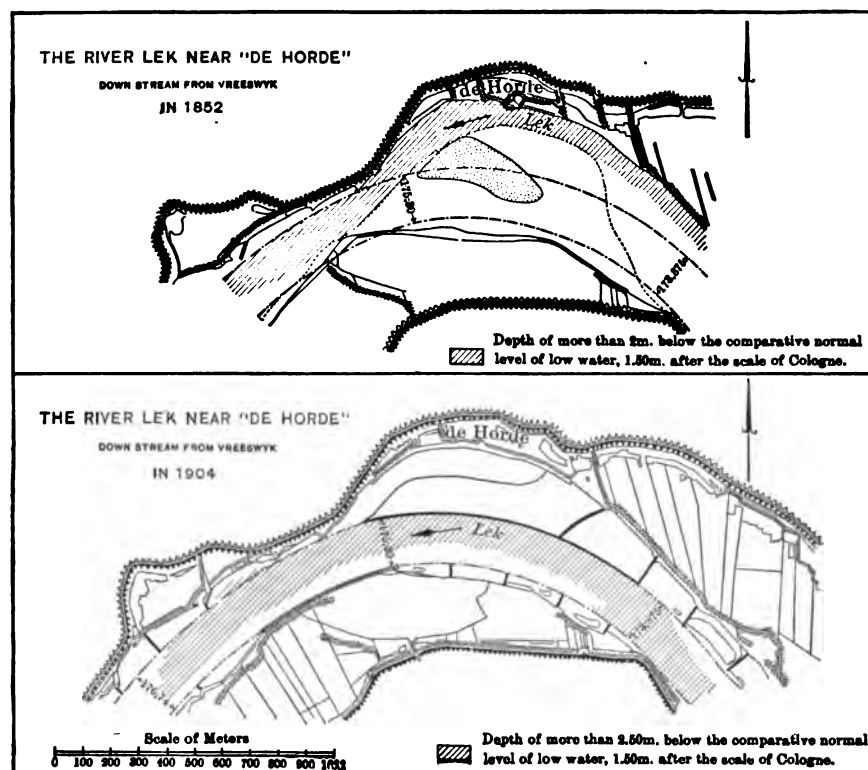 THE RIVER LEK NEAR "DE HORDE"
DOWN STREAM FROM VREESWYK
IN 1852
de Horde
Lek
Depth of more than 2m. below the comparative normal
level of low water, 1.50m. after the scale of Cologne.
THE RIVER LEK NEAR "DE HORDE"
DOWN STREAM FROM VREESWYK
IN 1904
de Horde
Lek
Scale of Meters
0 100 200 300 400 500 600 700 800 900
Depth of more than 2.50m. below the comparative normal
level of low water, 1.50m. after the scale of Cologne.